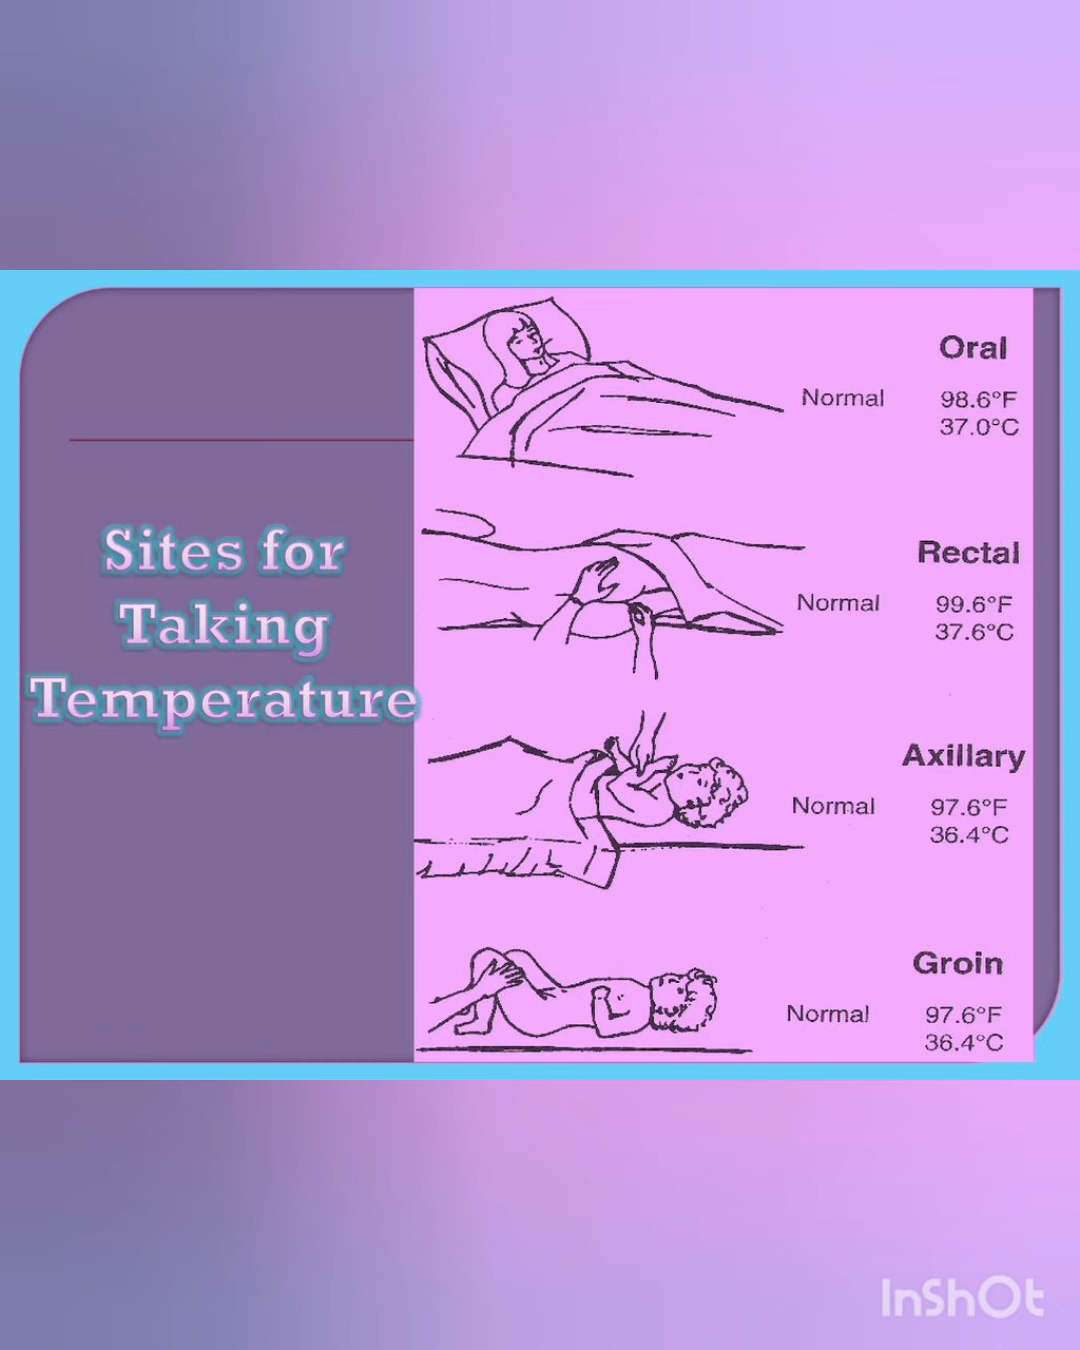 Sites for
Taking
Temperature
Oral
Normal 98.6°F
37.0°C
Rectal
Normal 99.6°F
37.6°C
Axillary
Normal 97.6°F
36.4°C
Groin
Normal 97.6°F
36.4°C
InShOt